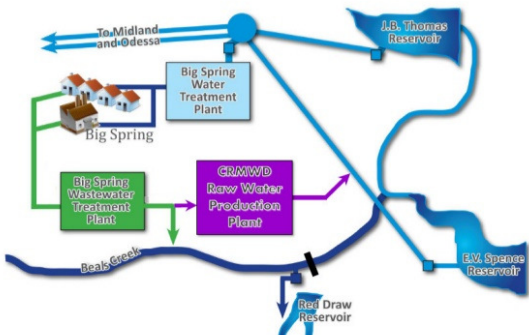 To Midland
and Odessa
J.B. Thomas
Reservoir
Big Spring
Water
Treatment
Plant
Big Spring
Big Spring
Wastewater
Treatment
Plant
CRMWD
Raw Water
Production
Plant
Beals Creek
E.V. Spence
Reservoir
Red Draw
Reservoir